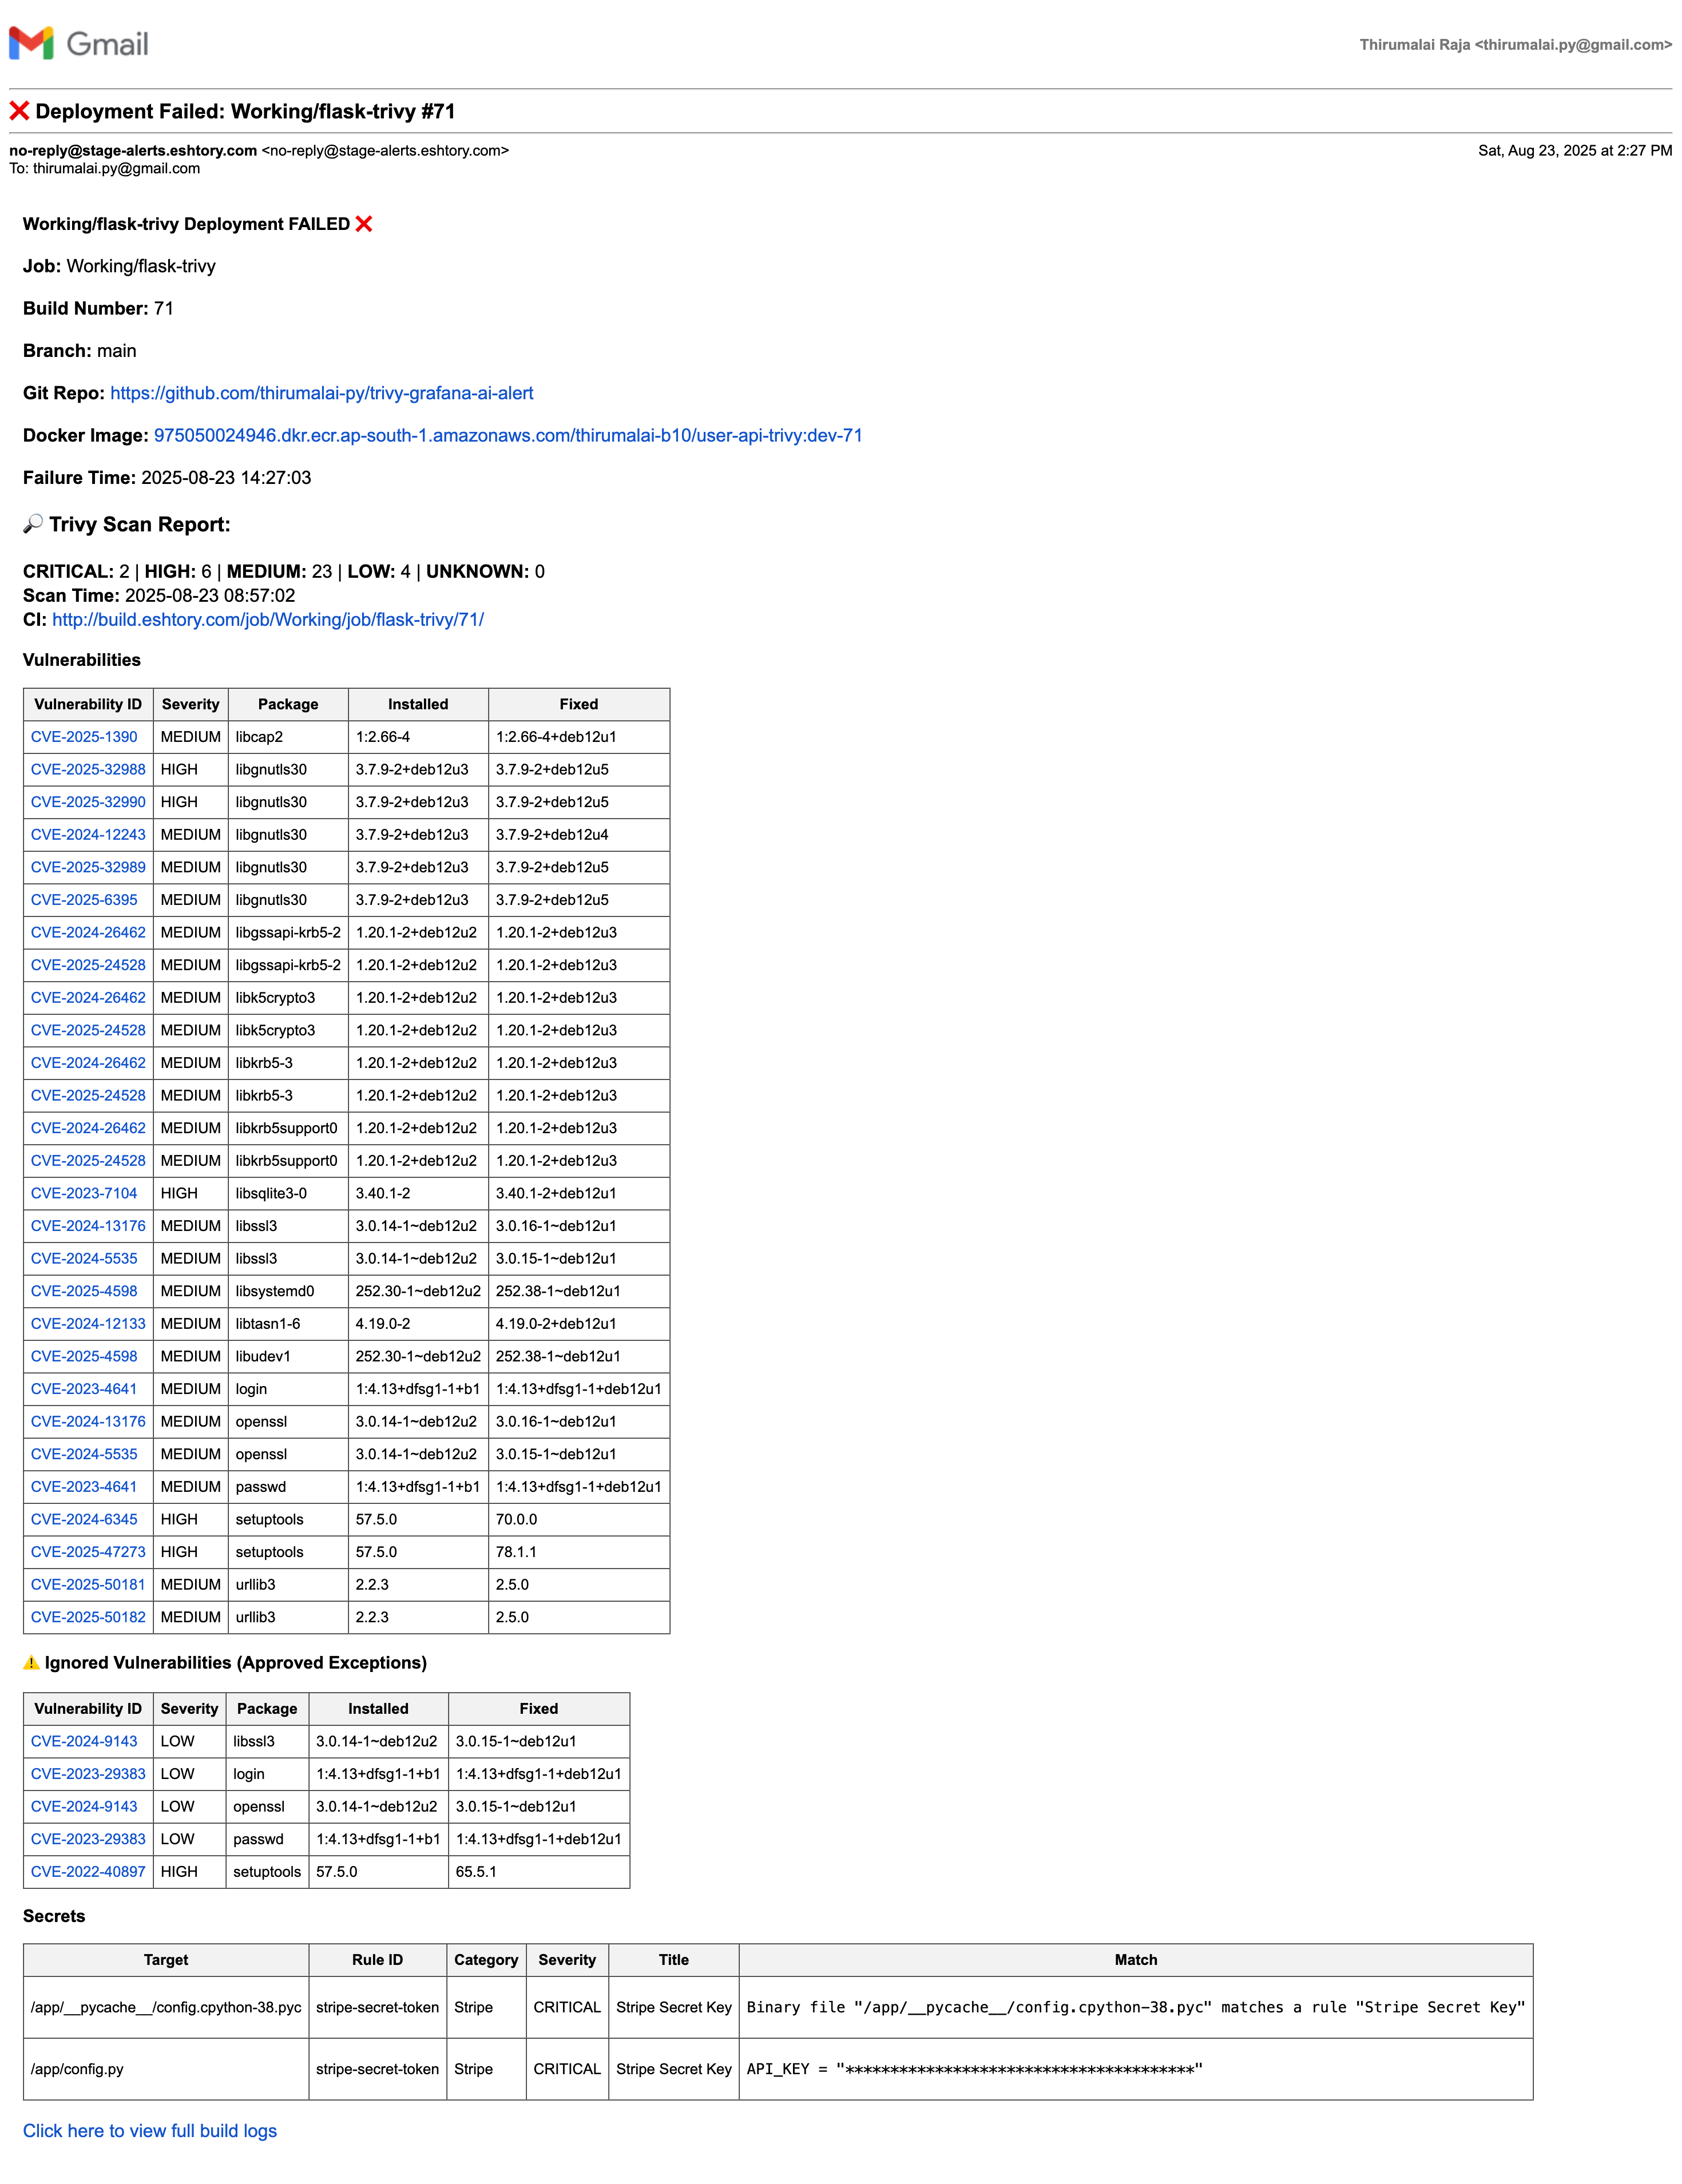 Gmail
Thirumalai Raja <thirumalai.py@gmail.com>
❌ Deployment Failed: Working/flask-trivy #71
no-reply@stage-alerts.eshtory.com <no-reply@stage-alerts.eshtory.com>
Sat, Aug 23, 2025 at 2:27 PM
To: thirumalai.py@gmail.com
Working/flask-trivy Deployment FAILED ❌
Job: Working/flask-trivy
Build Number: 71
Branch: main
Git Repo: https://github.com/thirumalai-py/trivy-grafana-ai-alert
Docker Image: 975050024946.dkr.ecr.ap-south-1.amazonaws.com/thirumalai-b10/user-api-trivy:dev-71
Failure Time: 2025-08-23 14:27:03
🔎 Trivy Scan Report:
CRITICAL: 2 | HIGH: 6 | MEDIUM: 23 | LOW: 4 | UNKNOWN: 0
Scan Time: 2025-08-23 08:57:02
CI: http://build.eshtory.com/job/Working/job/flask-trivy/71/
Vulnerabilities
Vulnerability ID Severity Package Installed Fixed
CVE-2025-1390 MEDIUM libcap2 1:2.66-4 1:2.66-4+deb12u1
CVE-2025-32988 HIGH libgnutls30 3.7.9-2+deb12u3 3.7.9-2+deb12u5
CVE-2025-32990 HIGH libgnutls30 3.7.9-2+deb12u3 3.7.9-2+deb12u5
CVE-2024-12243 MEDIUM libgnutls30 3.7.9-2+deb12u3 3.7.9-2+deb12u4
CVE-2025-32989 MEDIUM libgnutls30 3.7.9-2+deb12u3 3.7.9-2+deb12u5
CVE-2025-6395 MEDIUM libgnutls30 3.7.9-2+deb12u3 3.7.9-2+deb12u5
CVE-2024-26462 MEDIUM libgssapi-krb5-2 1.20.1-2+deb12u2 1.20.1-2+deb12u3
CVE-2025-24528 MEDIUM libgssapi-krb5-2 1.20.1-2+deb12u2 1.20.1-2+deb12u3
CVE-2024-26462 MEDIUM libk5crypto3 1.20.1-2+deb12u2 1.20.1-2+deb12u3
CVE-2025-24528 MEDIUM libk5crypto3 1.20.1-2+deb12u2 1.20.1-2+deb12u3
CVE-2024-26462 MEDIUM libkrb5-3 1.20.1-2+deb12u2 1.20.1-2+deb12u3
CVE-2025-24528 MEDIUM libkrb5-3 1.20.1-2+deb12u2 1.20.1-2+deb12u3
CVE-2024-26462 MEDIUM libkrb5support0 1.20.1-2+deb12u2 1.20.1-2+deb12u3
CVE-2025-24528 MEDIUM libkrb5support0 1.20.1-2+deb12u2 1.20.1-2+deb12u3
CVE-2023-7104 HIGH libsqlite3-0 3.40.1-2 3.40.1-2+deb12u1
CVE-2024-13176 MEDIUM libssl3 3.0.14-1~deb12u2 3.0.16-1~deb12u1
CVE-2024-5535 MEDIUM libssl3 3.0.14-1~deb12u2 3.0.15-1~deb12u1
CVE-2025-4598 MEDIUM libsystemd0 252.30-1~deb12u2 252.38-1~deb12u1
CVE-2024-12133 MEDIUM libtasn1-6 4.19.0-2 4.19.0-2+deb12u1
CVE-2025-4598 MEDIUM libudev1 252.30-1~deb12u2 252.38-1~deb12u1
CVE-2023-4641 MEDIUM login 1:4.13+dfsg1-1+b1 1:4.13+dfsg1-1+deb12u1
CVE-2024-13176 MEDIUM openssl 3.0.14-1~deb12u2 3.0.16-1~deb12u1
CVE-2024-5535 MEDIUM openssl 3.0.14-1~deb12u2 3.0.15-1~deb12u1
CVE-2023-4641 MEDIUM passwd 1:4.13+dfsg1-1+b1 1:4.13+dfsg1-1+deb12u1
CVE-2024-6345 HIGH setuptools 57.5.0 70.0.0
CVE-2025-47273 HIGH setuptools 57.5.0 78.1.1
CVE-2025-50181 MEDIUM urllib3 2.2.3 2.5.0
CVE-2025-50182 MEDIUM urllib3 2.2.3 2.5.0
⚠️ Ignored Vulnerabilities (Approved Exceptions)
Vulnerability ID Severity Package Installed Fixed
CVE-2024-9143 LOW libssl3 3.0.14-1~deb12u2 3.0.15-1~deb12u1
CVE-2023-29383 LOW login 1:4.13+dfsg1-1+b1 1:4.13+dfsg1-1+deb12u1
CVE-2024-9143 LOW openssl 3.0.14-1~deb12u2 3.0.15-1~deb12u1
CVE-2023-29383 LOW passwd 1:4.13+dfsg1-1+b1 1:4.13+dfsg1-1+deb12u1
CVE-2022-40897 HIGH setuptools 57.5.0 65.5.1
Secrets
Target Rule ID Category Severity Title Match
/app/__pycache__/config.cpython-38.pyc stripe-secret-token Stripe CRITICAL Stripe Secret Key Binary file "/app/__pycache__/config.cpython-38.pyc" matches a rule "Stripe Secret Key"
/app/config.py stripe-secret-token Stripe CRITICAL Stripe Secret Key API_KEY = "***************************************"
Click here to view full build logs